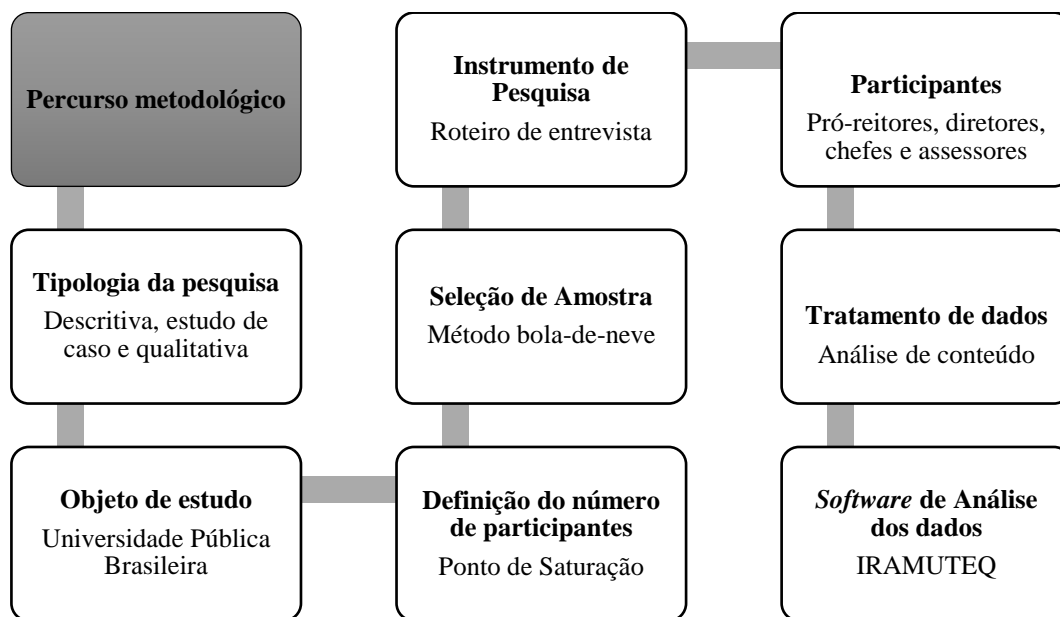 Percurso metodológico
Tipologia da pesquisa
Descritiva, estudo de
caso e qualitativa
Objeto de estudo
Universidade Pública
Brasileira
Definição do número
de participantes
Ponto de Saturação
Seleção de Amostra
Método bola-de-neve
Instrumento de
Pesquisa
Roteiro de entrevista
Participantes
Pró-reitores, diretores,
chefes e assessores
Tratamento de dados
Análise de conteúdo
Software de Análise
dos dados
IRAMUTEQ